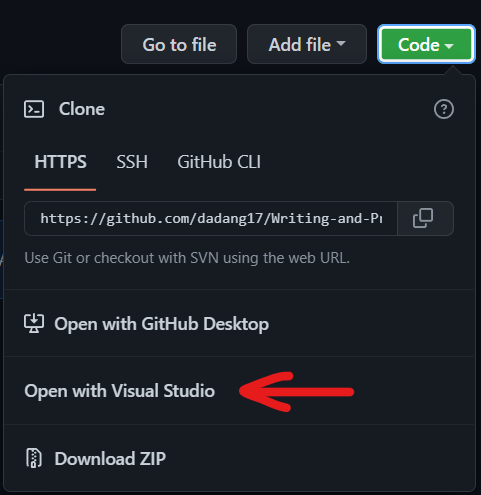 Go to file Add file Code
Clone
HTTPS SSH GitHub CLI
https://github.com/dadang17/Writing-and-Pr
Use Git or checkout with SVN using the web URL.
Open with GitHub Desktop
Open with Visual Studio
Download ZIP